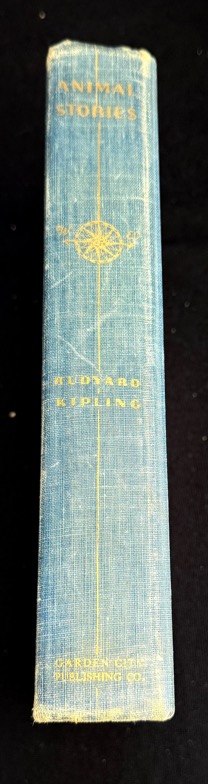 ANIMAL
STORIES
RUDYARD
KIPLING
GARDEN CITY
PUBLISHING CO.